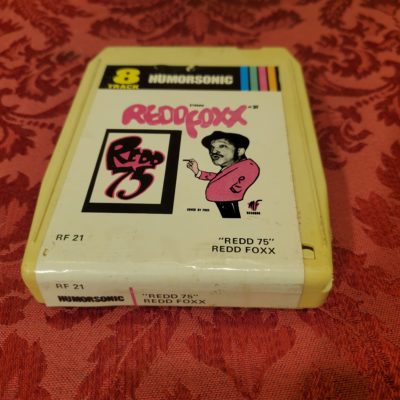 8
TRACK
HUMORSONIC
REDD FOXX
REDD
75
RF 21
"REDD 75"
REDD FOXX
RF 21
HUMORSONIC
"REDD 75"
REDD FOXX